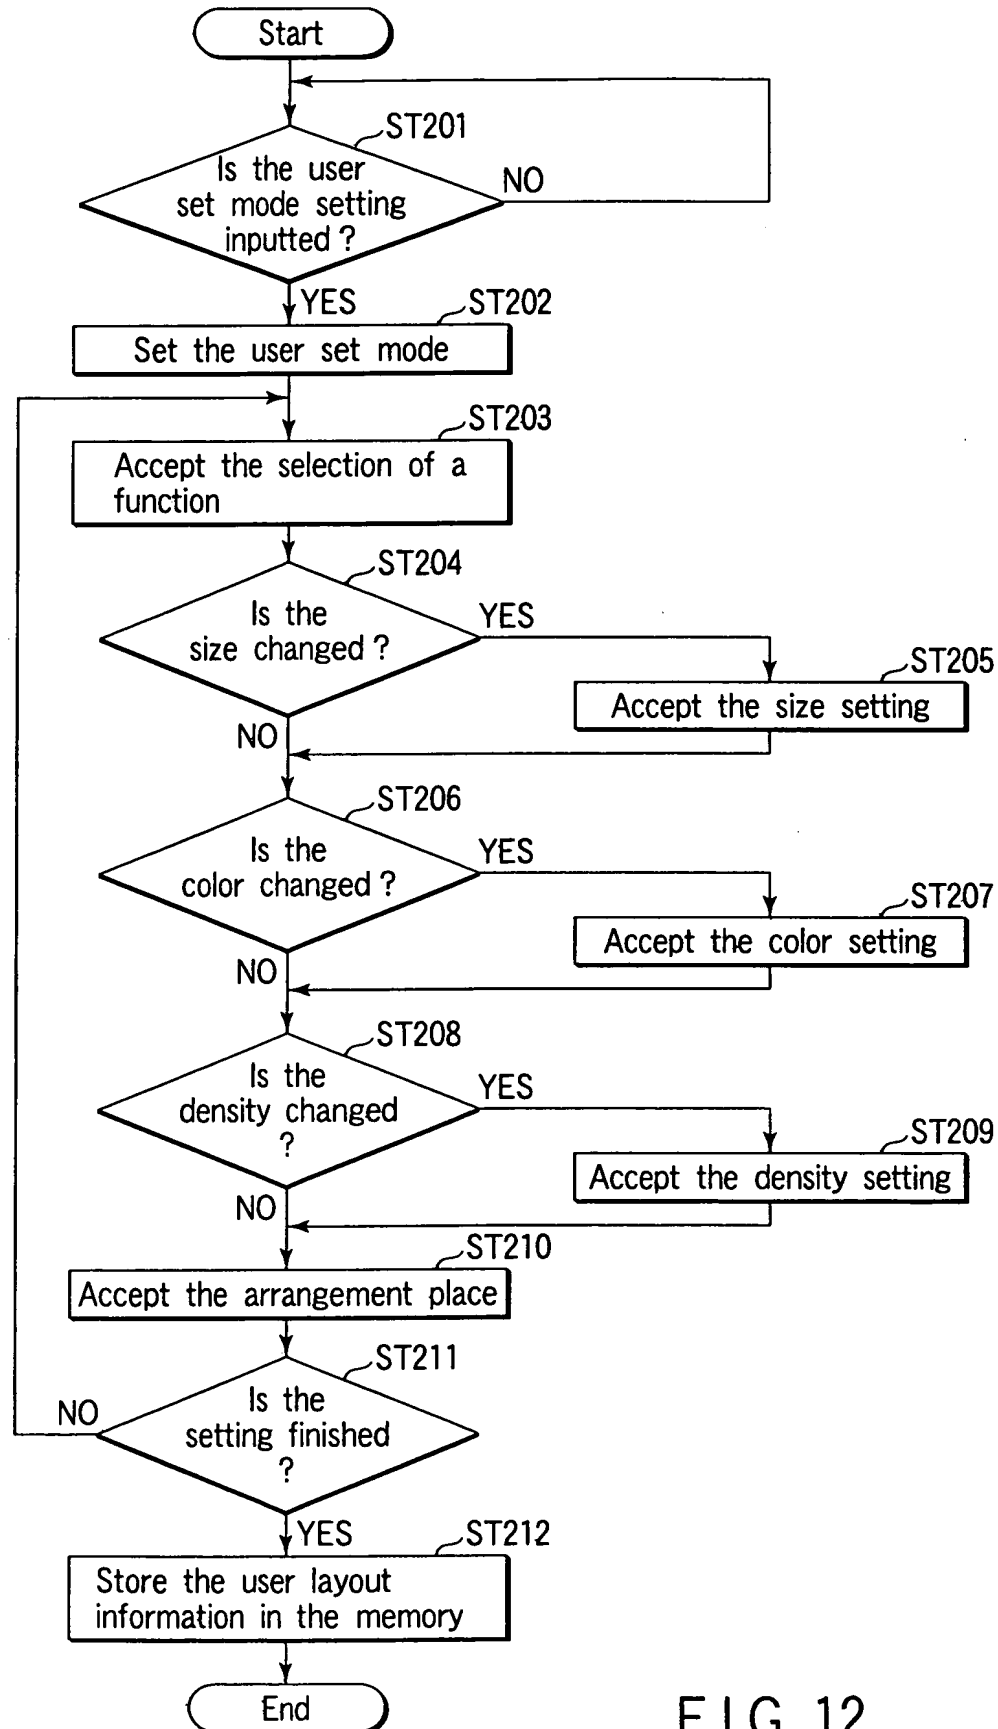 Start
ST201
Is the user
set mode setting
inputted ?
NO
YES
ST202
Set the user set mode
ST203
Accept the selection of a
function
ST204
Is the
size changed ?
YES
ST205
Accept the size setting
NO
ST206
Is the
color changed ?
YES
ST207
Accept the color setting
NO
ST208
Is the
density changed
?
YES
ST209
Accept the density setting
NO
ST210
Accept the arrangement place
ST211
Is the
setting finished
?
NO
YES
ST212
Store the user layout
information in the memory
End
FIG. 12